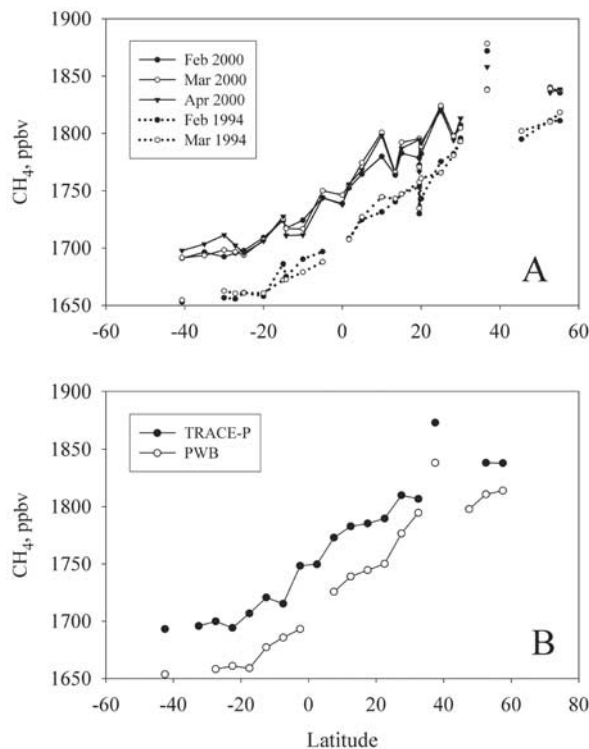 1900
1850
1800
1750
1700
1650
CH4, ppbv
Feb 2000
Mar 2000
Apr 2000
Feb 1994
Mar 1994
A
-60 -40 -20 0 20 40 60
1900
1850
1800
1750
1700
1650
CH4, ppbv
TRACE-P
PWB
B
-60 -40 -20 0 20 40 60 80
Latitude